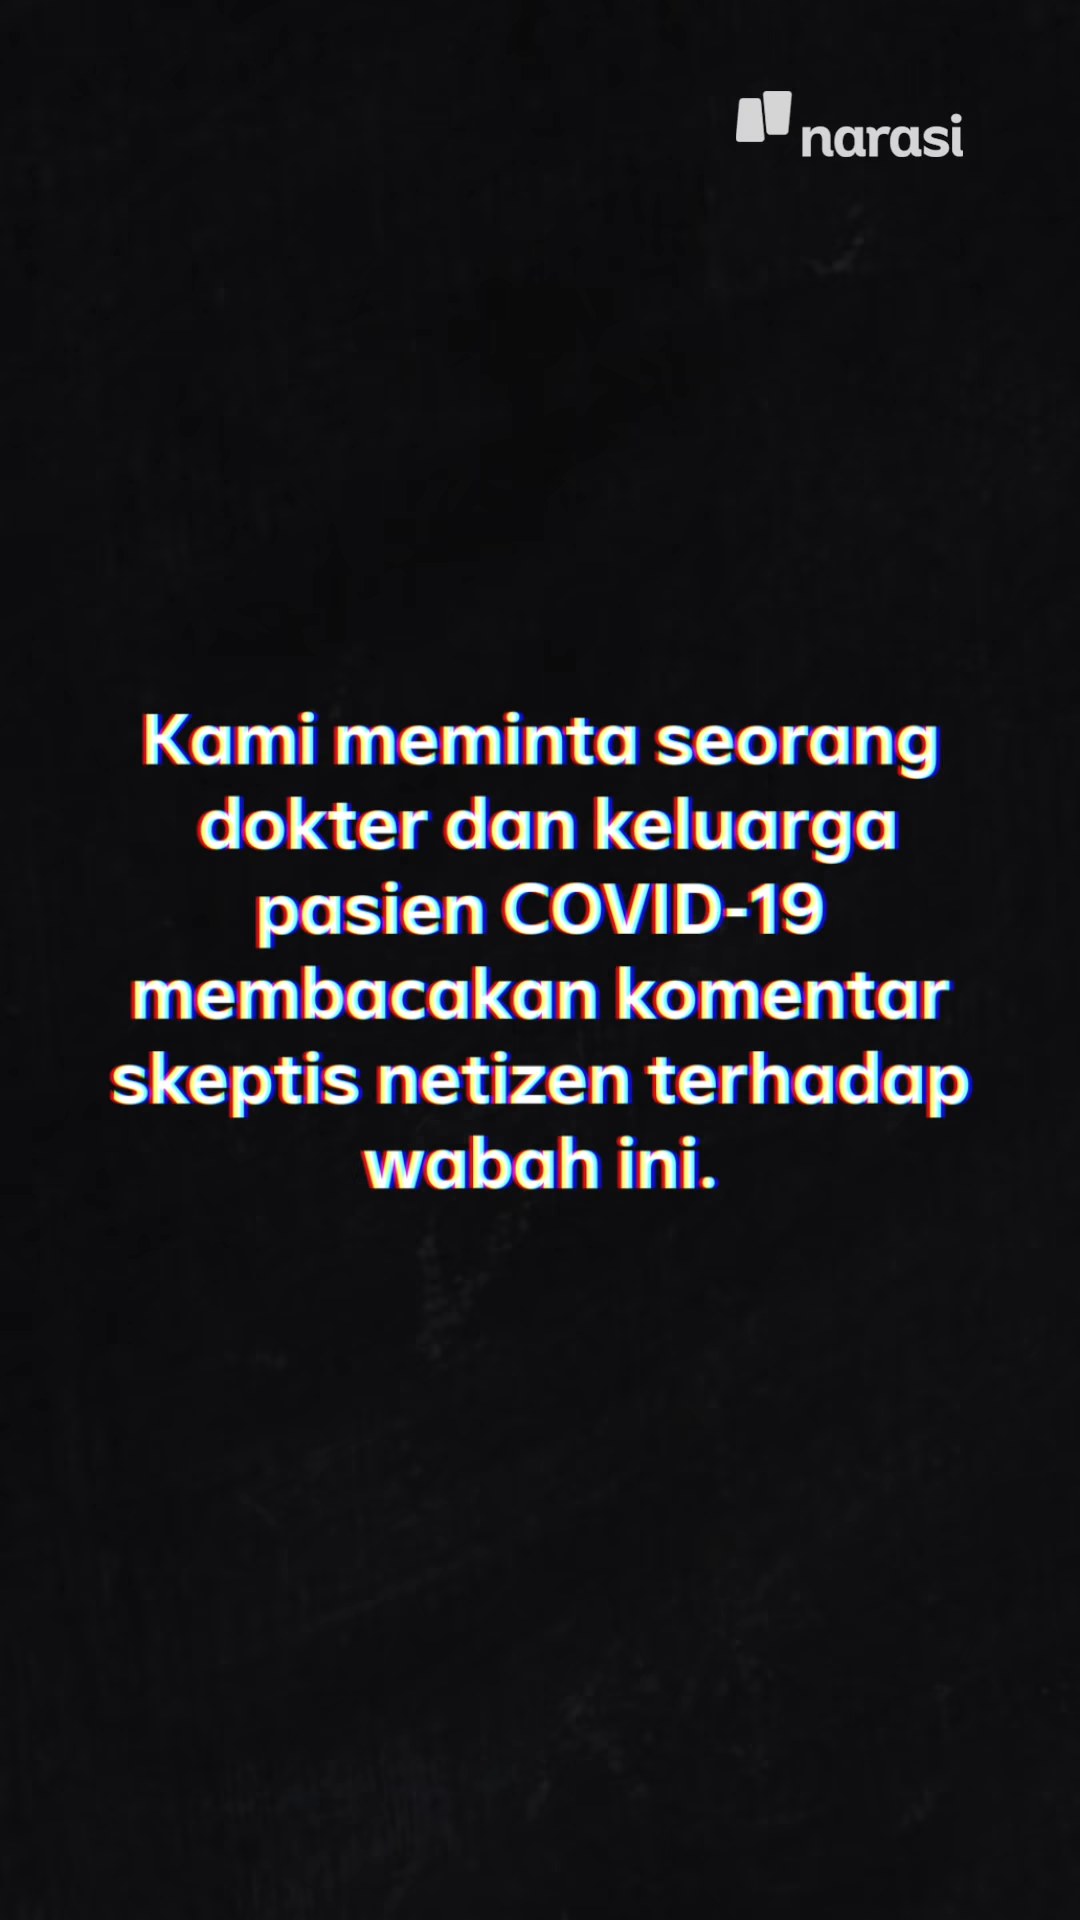 narasi
Kami meminta seorang
dokter dan keluarga
pasien COVID-19
membacakan komentar
skeptis netizen terhadap
wabah ini.